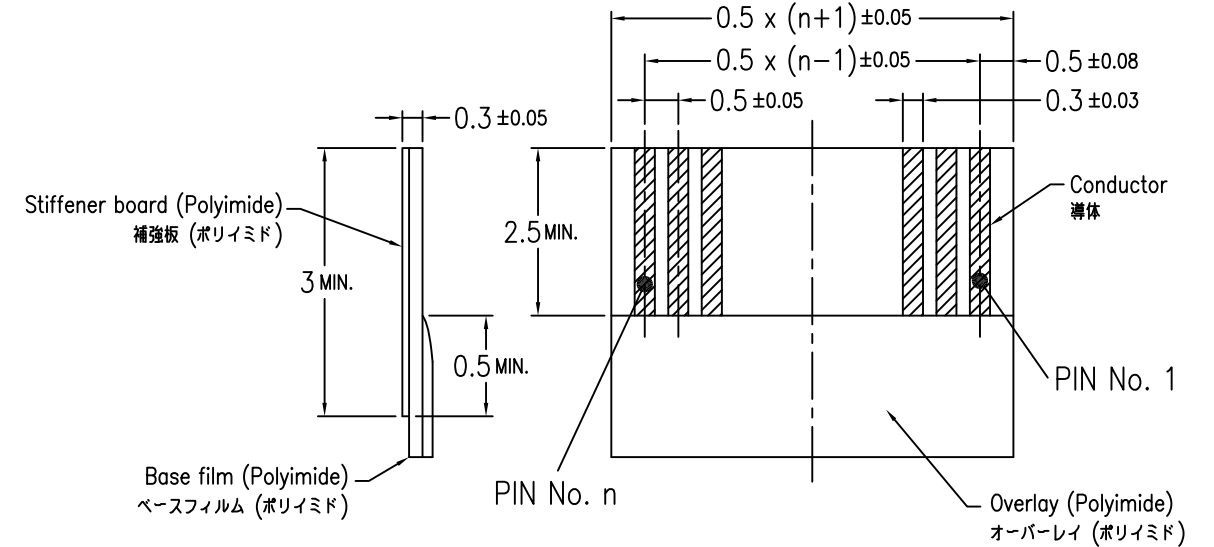 0.5 x (n+1)±0.05
0.5 x (n-1)±0.05
0.5 ±0.08
0.5 ±0.05
0.3 ±0.03
0.3 ±0.05
Stiffener board (Polyimide)
補強板 (ポリイミド)
Conductor
導体
2.5 MIN.
3 MIN.
0.5 MIN.
PIN No. 1
Base film (Polyimide)
ベースフィルム (ポリイミド)
PIN No. n
Overlay (Polyimide)
オーバーレイ (ポリイミド)